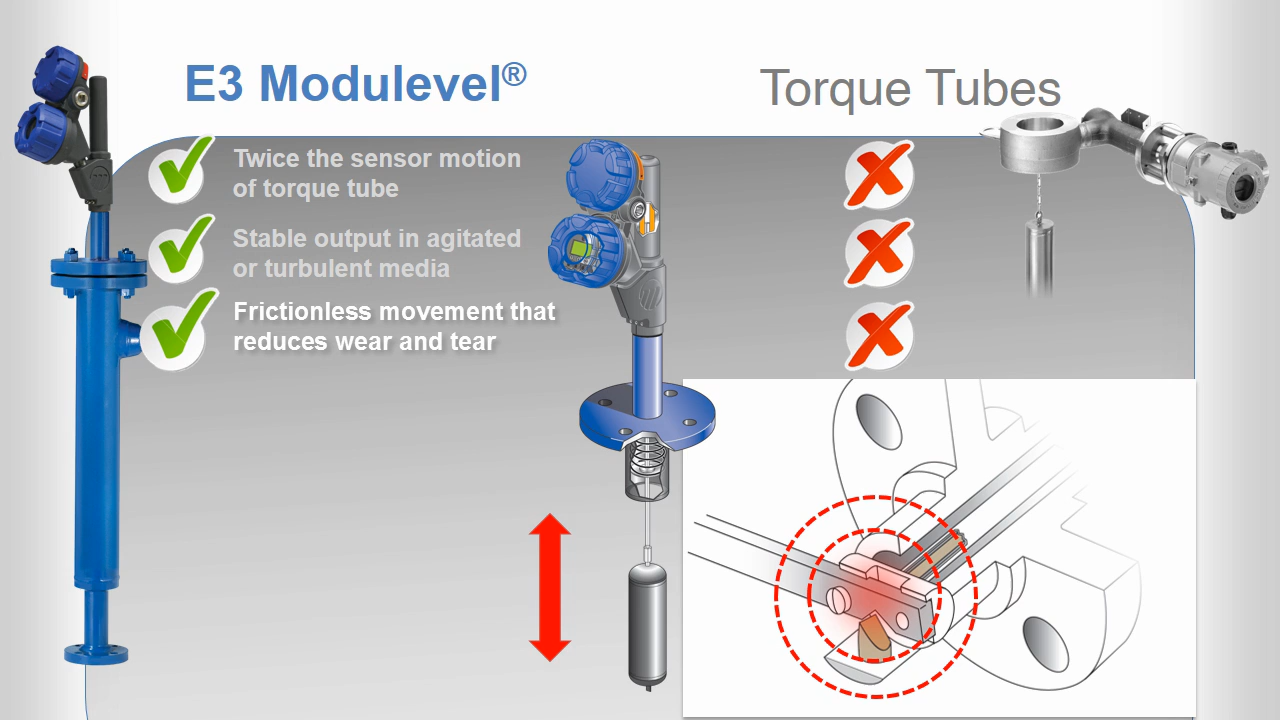 E3 Modulevel®
Torque Tubes
Twice the sensor motion
of torque tube
Stable output in agitated
or turbulent media
Frictionless movement that
reduces wear and tear